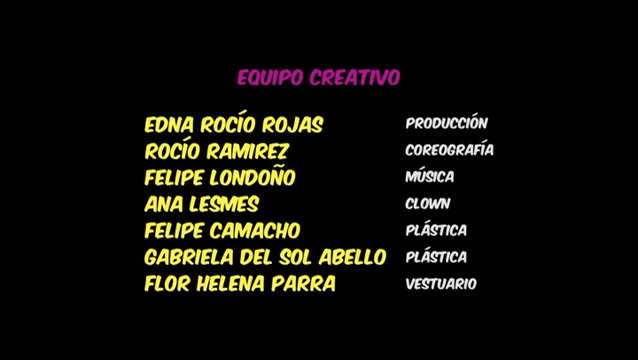 EQUIPO CREATIVO
EDNA ROCÍO ROJAS PRODUCCIÓN
ROCÍO RAMIREZ COREOGRAFÍA
FELIPE LONDOÑO MÚSICA
ANA LESMES CLOWN
FELIPE CAMACHO PLÁSTICA
GABRIELA DEL SOL ABELLO PLÁSTICA
FLOR HELENA PARRA VESTUARIO